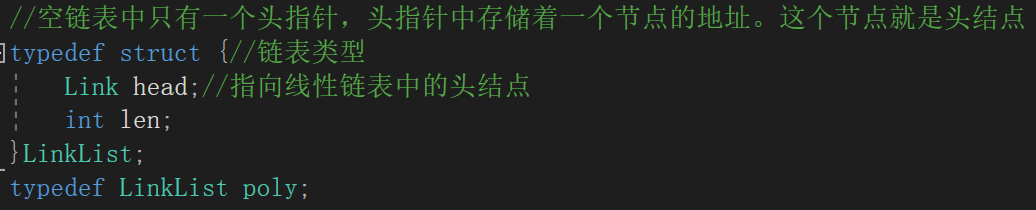 //空链表中只有一个头指针，头指针中存储着一个节点的地址。这个节点就是头结点
typedef struct {//链表类型
    Link head;//指向线性链表中的头结点
    int len;
}LinkList;
typedef LinkList poly;